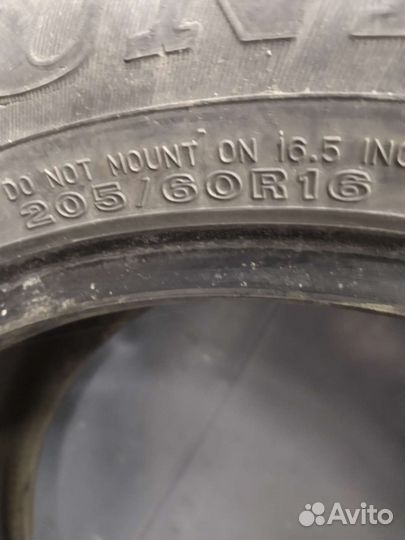 DO NOT MOUNT ON 16.5 INC
205/60R16
Avito